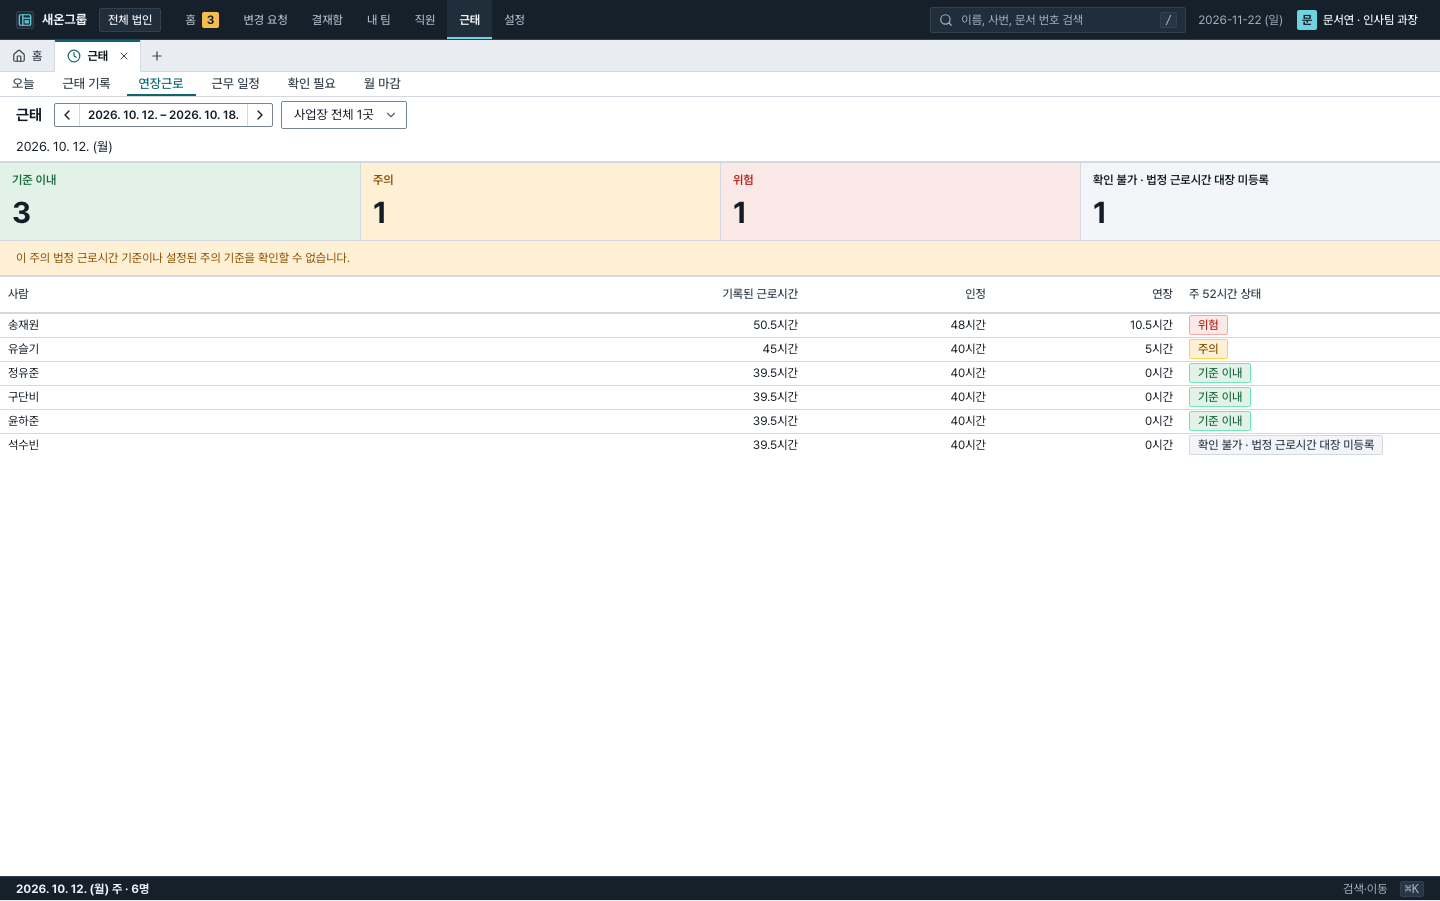 새온그룹 전체 법인 홈 3 변경 요청 결재함 내 팀 직원 근태 설정 이름, 사번, 문서 번호 검색 / 2026-11-22 (일) 문 문서연 · 인사팀 과장
홈 근태
오늘 근태 기록 연장근로 근무 일정 확인 필요 월 마감
근태 2026. 10. 12. – 2026. 10. 18. 사업장 전체 1곳
2026. 10. 12. (월)
기준 이내 주의 위험 확인 불가 · 법정 근로시간 대장 미등록
3 1 1 1
이 주의 법정 근로시간 기준이나 설정된 주의 기준을 확인할 수 없습니다.
사람 기록된 근로시간 인정 연장 주 52시간 상태
송재원 50.5시간 48시간 10.5시간 위험
유슬기 45시간 40시간 5시간 주의
정유준 39.5시간 40시간 0시간 기준 이내
구단비 39.5시간 40시간 0시간 기준 이내
윤하준 39.5시간 40시간 0시간 기준 이내
석수빈 39.5시간 40시간 0시간 확인 불가 · 법정 근로시간 대장 미등록
2026. 10. 12. (월) 주 · 6명 검색·이동 ⌘K